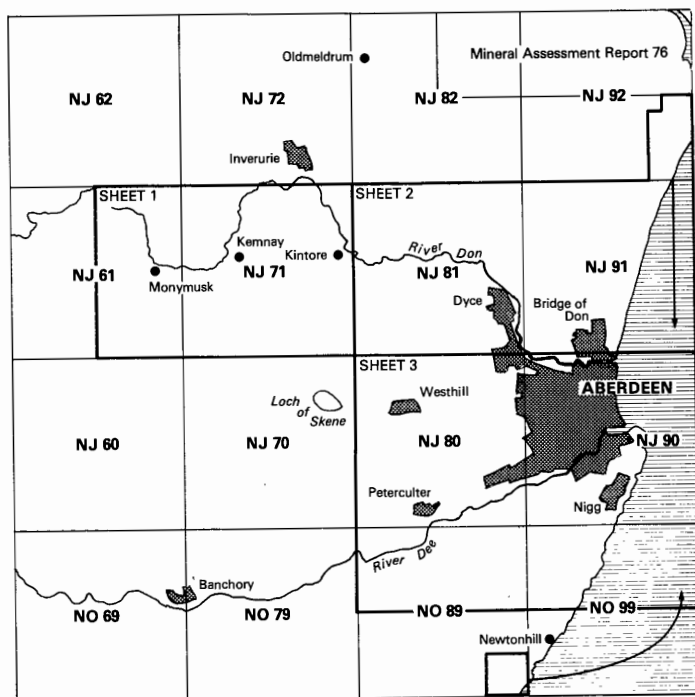 Oldmeldrum
Mineral Assessment Report 76
NJ 62
NJ 72
NJ 82
NJ 92
Inverurie
SHEET 1
SHEET 2
River Don
Kemnay
Kintore
NJ 61
NJ 71
NJ 81
NJ 91
Monymusk
Dyce
Bridge of
Don
SHEET 3
ABERDEEN
Westhill
Loch
of
Skene
NJ 60
NJ 70
NJ 80
NJ 90
Peterculter
Nigg
River Dee
Banchory
NO 69
NO 79
NO 89
NO 99
Newtonhill